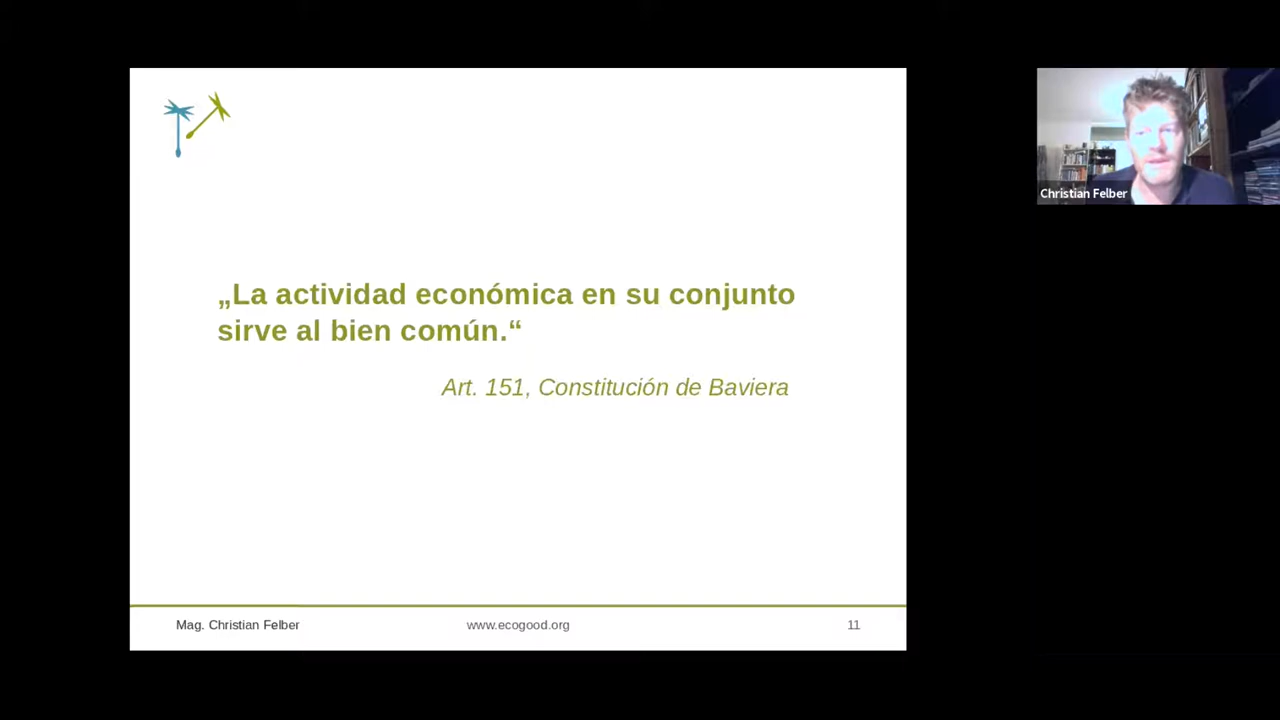 „La actividad económica en su conjunto
sirve al bien común.“
Art. 151, Constitución de Baviera
Mag. Christian Felber
www.ecogood.org
11
Christian Felber